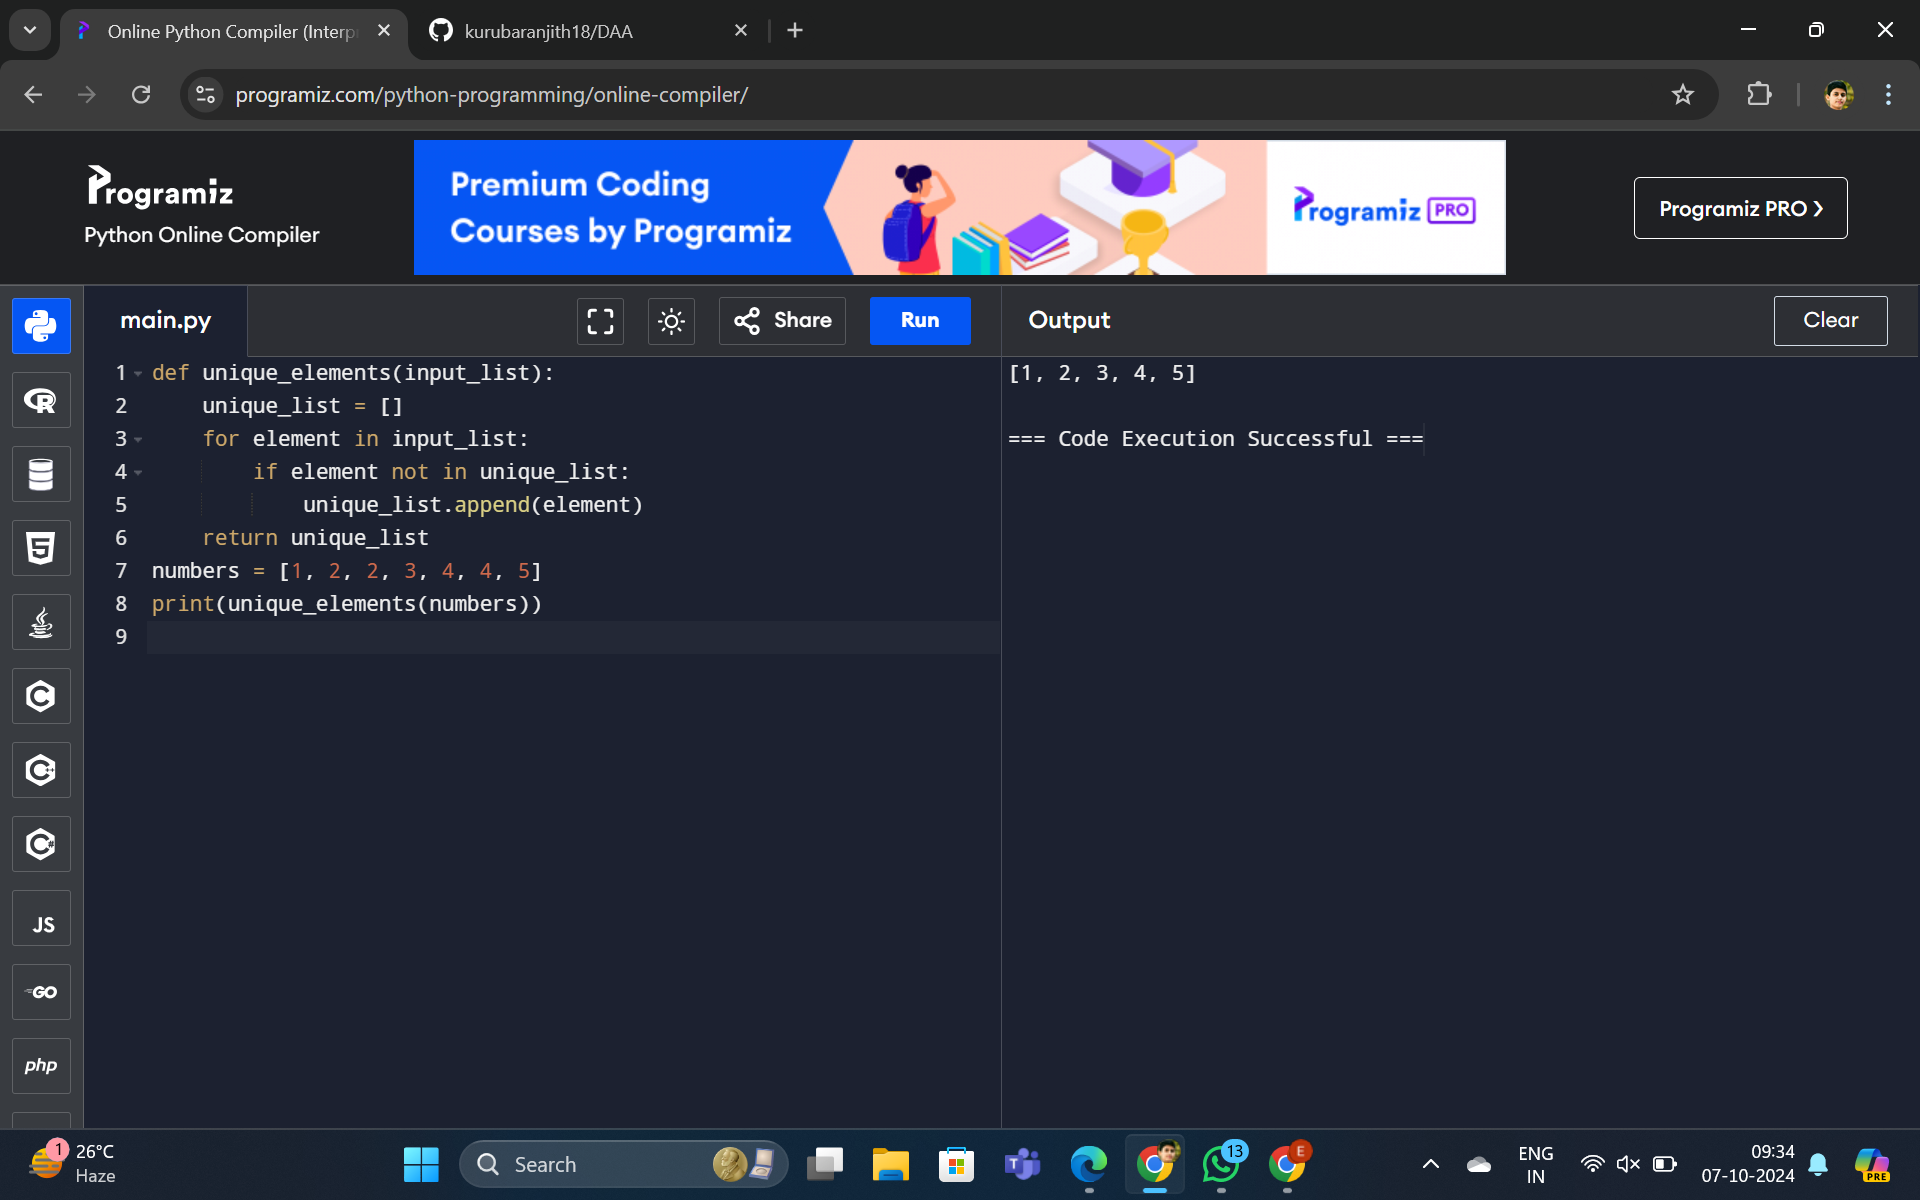 Online Python Compiler (Interp
kurubaranjith18/DAA
programiz.com/python-programming/online-compiler/
Programiz
Python Online Compiler
Premium Coding
Courses by Programiz
Programiz PRO
Programiz PRO ❯
main.py
Share
Run
Output
Clear
1 def unique_elements(input_list):
2     unique_list = []
3     for element in input_list:
4         if element not in unique_list:
5             unique_list.append(element)
6     return unique_list
7 numbers = [1, 2, 2, 3, 4, 4, 5]
8 print(unique_elements(numbers))
9
[1, 2, 3, 4, 5]
=== Code Execution Successful ===
R
5
C
C++
C#
JS
GO
php
1
26°C
Haze
Search
T
13
E
ENG
IN
09:34
07-10-2024
PRE